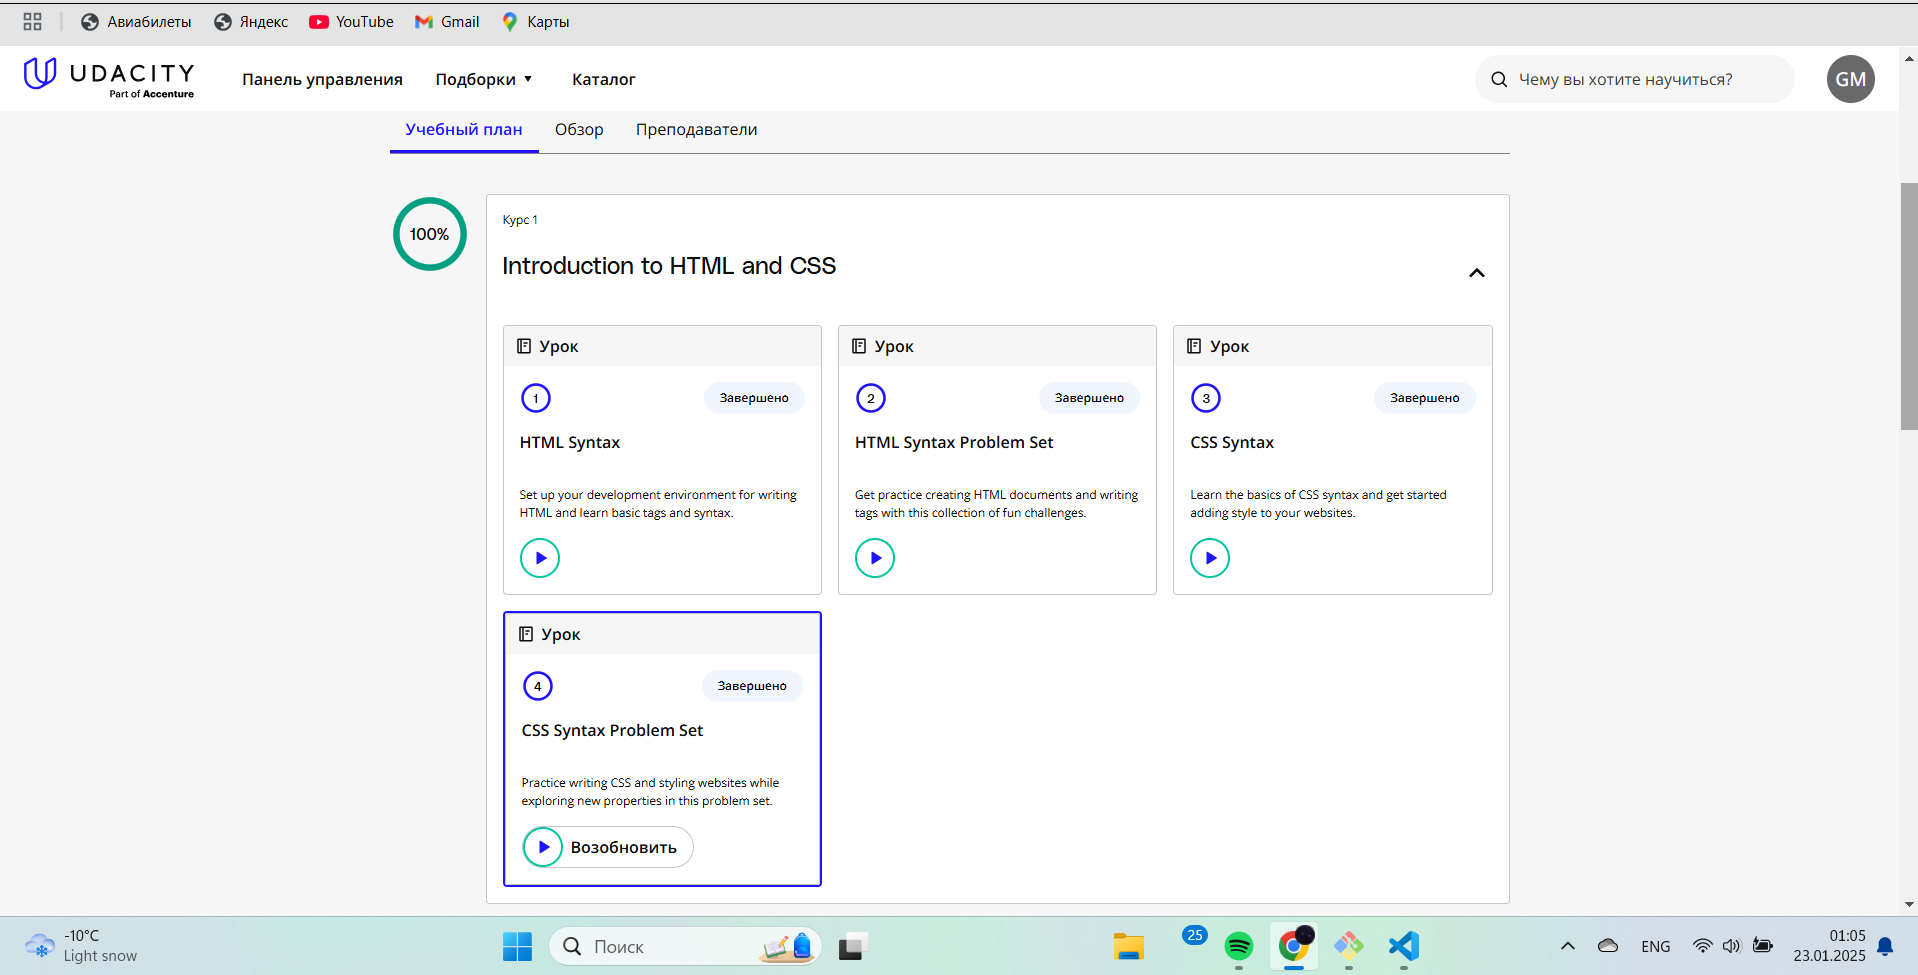 Авиабилеты
Яндекс
YouTube
Gmail
Карты
UDACITY
Part of Accenture
Панель управления
Подборки
Каталог
Чему вы хотите научиться?
GM
Учебный план
Обзор
Преподаватели
100%
Курс 1
Introduction to HTML and CSS
Урок
1
Завершено
HTML Syntax
Set up your development environment for writing
HTML and learn basic tags and syntax.
Урок
2
Завершено
HTML Syntax Problem Set
Get practice creating HTML documents and writing
tags with this collection of fun challenges.
Урок
3
Завершено
CSS Syntax
Learn the basics of CSS syntax and get started
adding style to your websites.
Урок
4
Завершено
CSS Syntax Problem Set
Practice writing CSS and styling websites while
exploring new properties in this problem set.
Возобновить
-10°C
Light snow
Поиск
25
ENG
01:05
23.01.2025